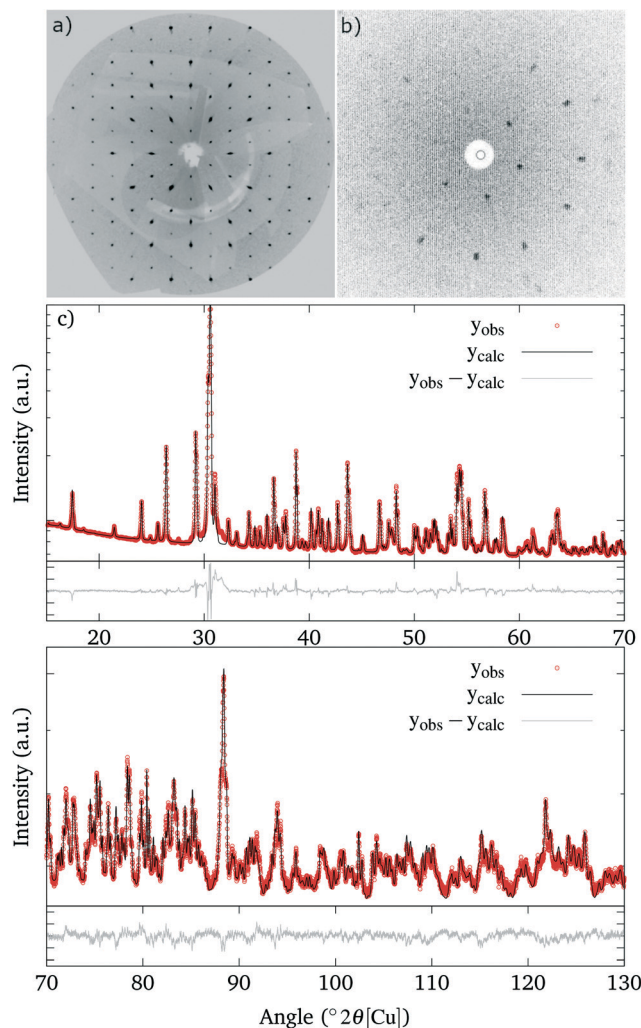 a)
b)
c)
y_obs
y_calc
y_obs − y_calc
Intensity (a.u.)
20 30 40 50 60 70
y_obs
y_calc
y_obs − y_calc
Intensity (a.u.)
70 80 90 100 110 120 130
Angle (°2θ[Cu])